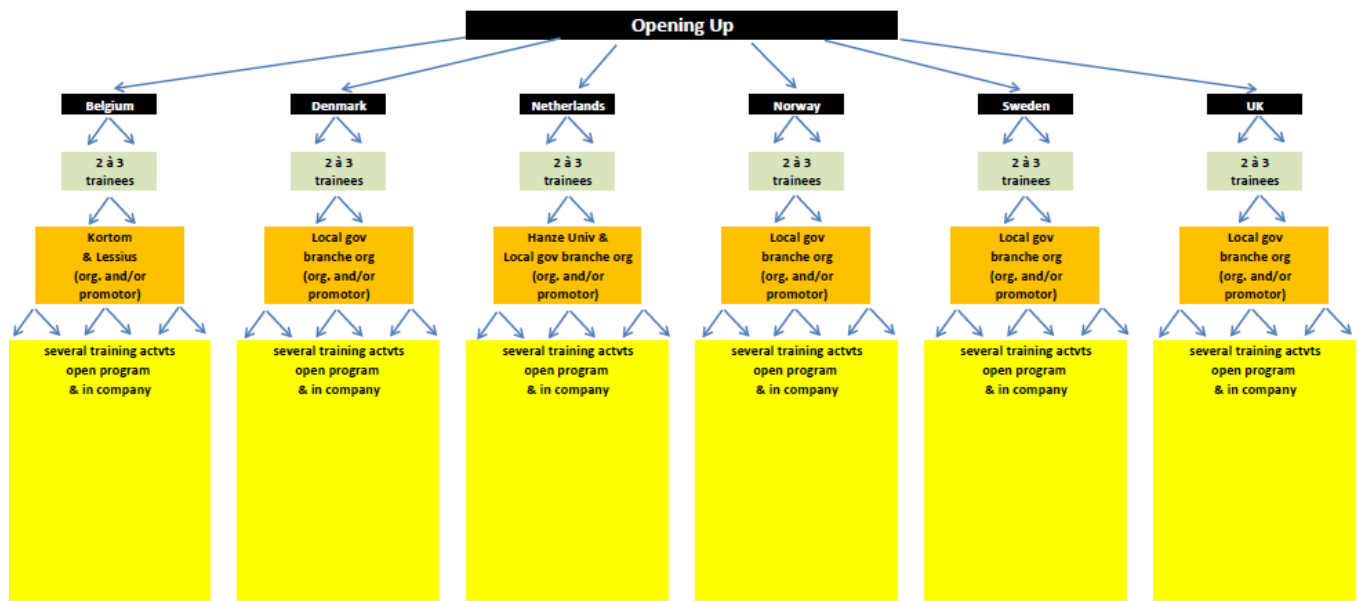 Opening Up
Belgium
Denmark
Netherlands
Norway
Sweden
UK
2 à 3
trainees
2 à 3
trainees
2 à 3
trainees
2 à 3
trainees
2 à 3
trainees
2 à 3
trainees
Kortom
& Lessius
(org. and/or
promotor)
Local gov
branche org
(org. and/or
promotor)
Hanze Univ &
Local gov branche org
(org. and/or
promotor)
Local gov
branche org
(org. and/or
promotor)
Local gov
branche org
(org. and/or
promotor)
Local gov
branche org
(org. and/or
promotor)
several training actvts
open program
& in company
several training actvts
open program
& in company
several training actvts
open program
& in company
several training actvts
open program
& in company
several training actvts
open program
& in company
several training actvts
open program
& in company